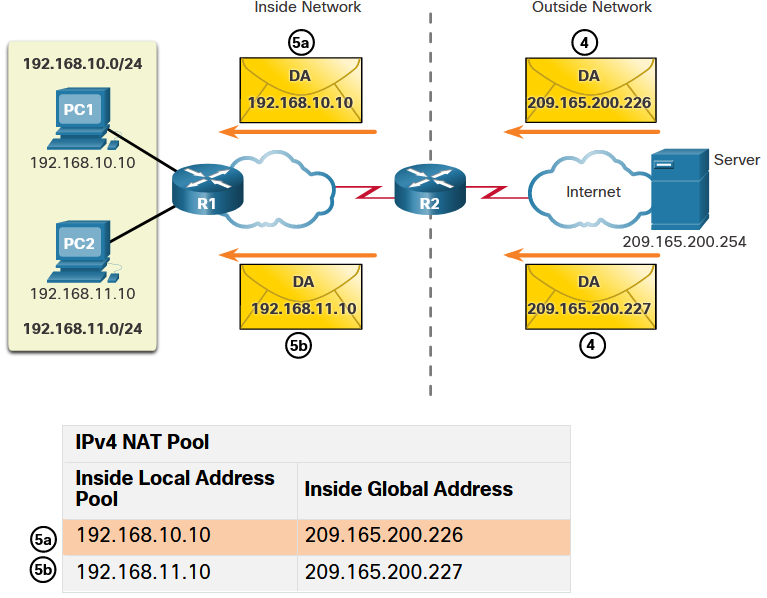 Inside Network
Outside Network
5a
4
192.168.10.0/24
DA
192.168.10.10
DA
209.165.200.226
PC1
192.168.10.10
R1
R2
Internet
Server
209.165.200.254
PC2
192.168.11.10
192.168.11.0/24
DA
192.168.11.10
DA
209.165.200.227
5b
4
IPv4 NAT Pool
Inside Local Address
Pool
Inside Global Address
5a
192.168.10.10
209.165.200.226
5b
192.168.11.10
209.165.200.227